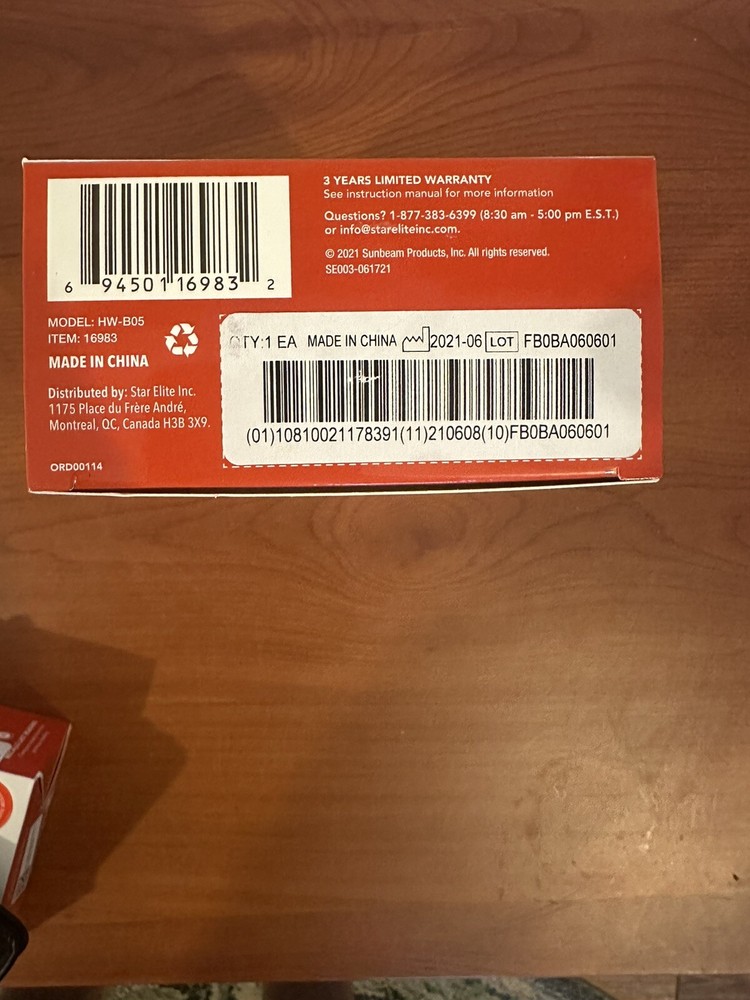 3 YEARS LIMITED WARRANTY
See instruction manual for more information
Questions? 1-877-383-6399 (8:30 am - 5:00 pm E.S.T.)
or info@stareliteinc.com.
© 2021 Sunbeam Products, Inc. All rights reserved.
SE003-061721
6 94501 16983 2
MODEL: HW-B05
ITEM: 16983
MADE IN CHINA
Distributed by: Star Elite Inc.
1175 Place du Frère André,
Montreal, QC, Canada H3B 3X9.
ORD00114
TY:1 EA MADE IN CHINA 2021-06 LOT FB0BA060601
(01)10810021178391(11)210608(10)FB0BA060601